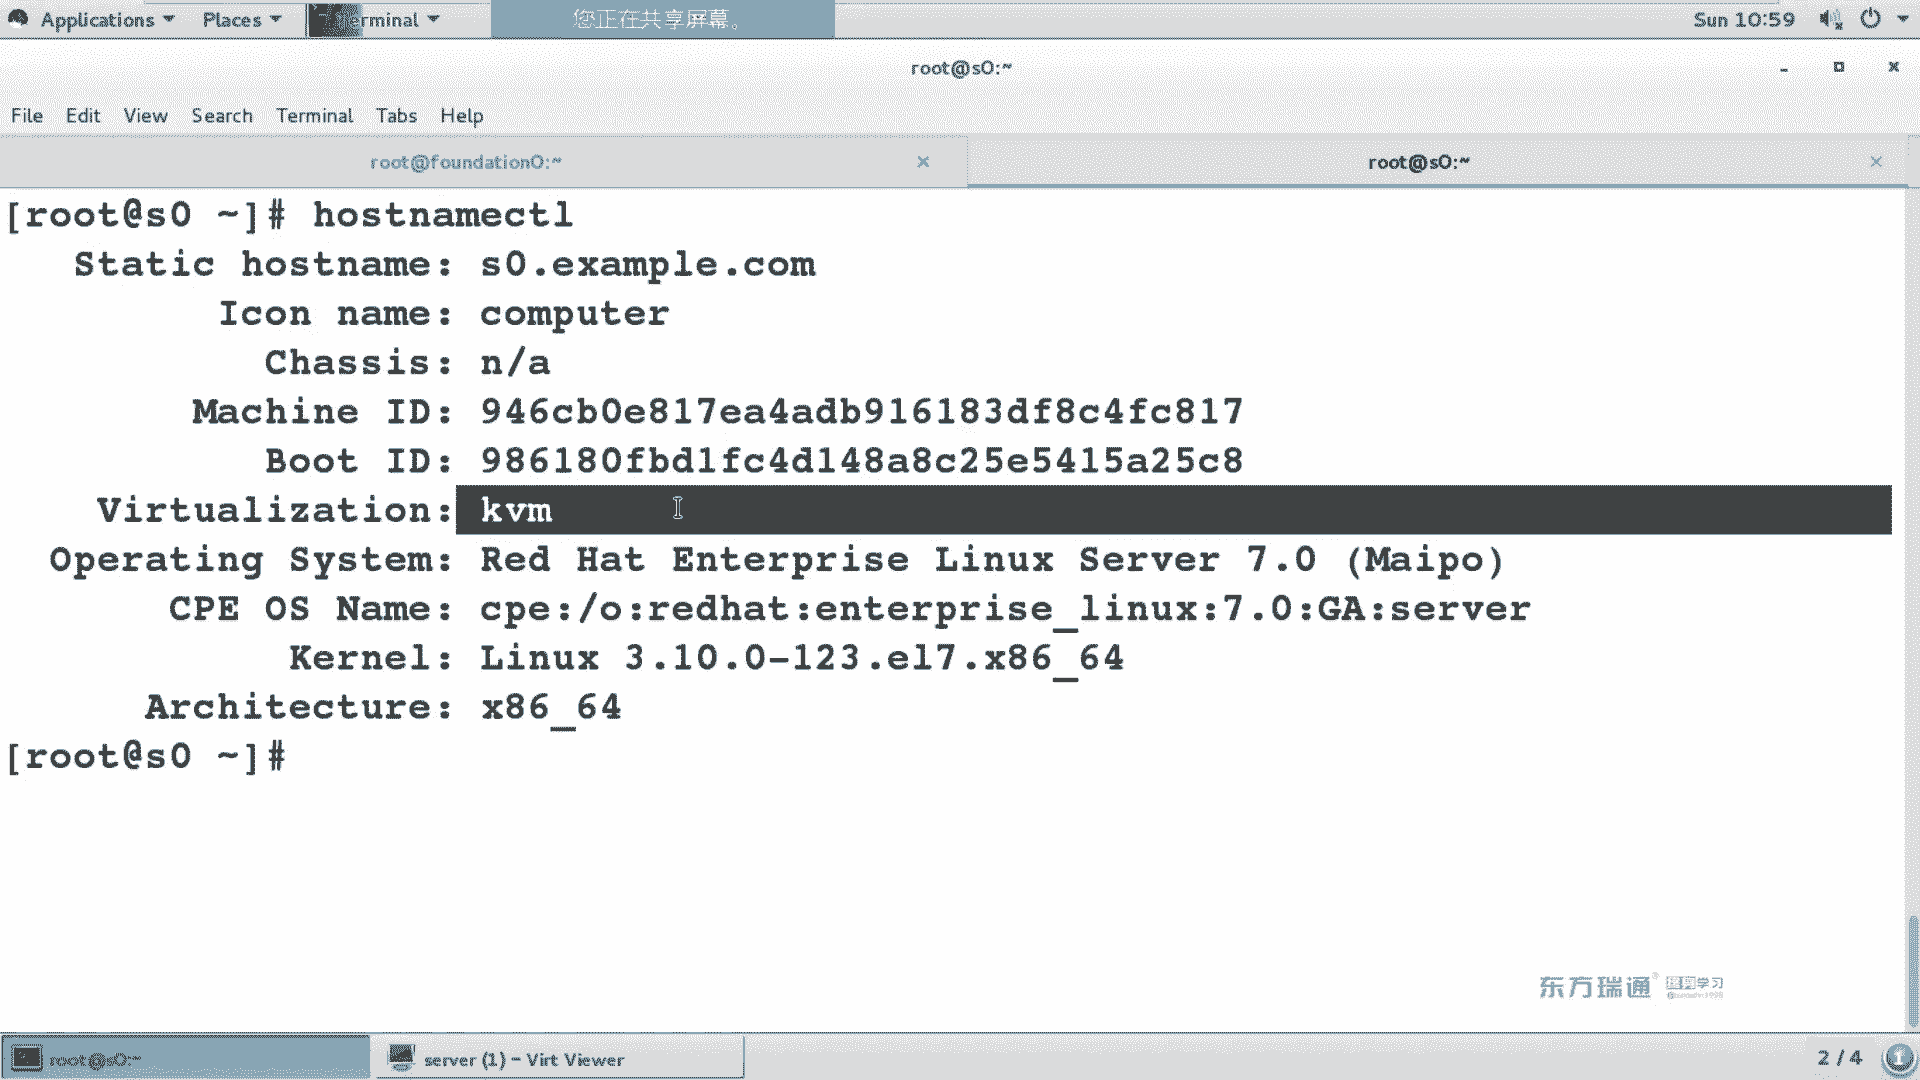 Applications Places Terminal 您正在共享屏幕。 Sun 10:59
root@s0:~
File Edit View Search Terminal Tabs Help
root@foundation0:~ root@s0:~
[root@s0 ~]# hostnamectl
Static hostname: s0.example.com
Icon name: computer
Chassis: n/a
Machine ID: 946cb0e817ea4adb916183df8c4fc817
Boot ID: 986180fbd1fc4d148a8c25e5415a25c8
Virtualization: kvm
Operating System: Red Hat Enterprise Linux Server 7.0 (Maipo)
CPE OS Name: cpe:/o:redhat:enterprise_linux:7.0:GA:server
Kernel: Linux 3.10.0-123.el7.x86_64
Architecture: x86_64
[root@s0 ~]#
东方瑞通® 学习
root@s0:~ server (1) - Virt Viewer 2 / 4